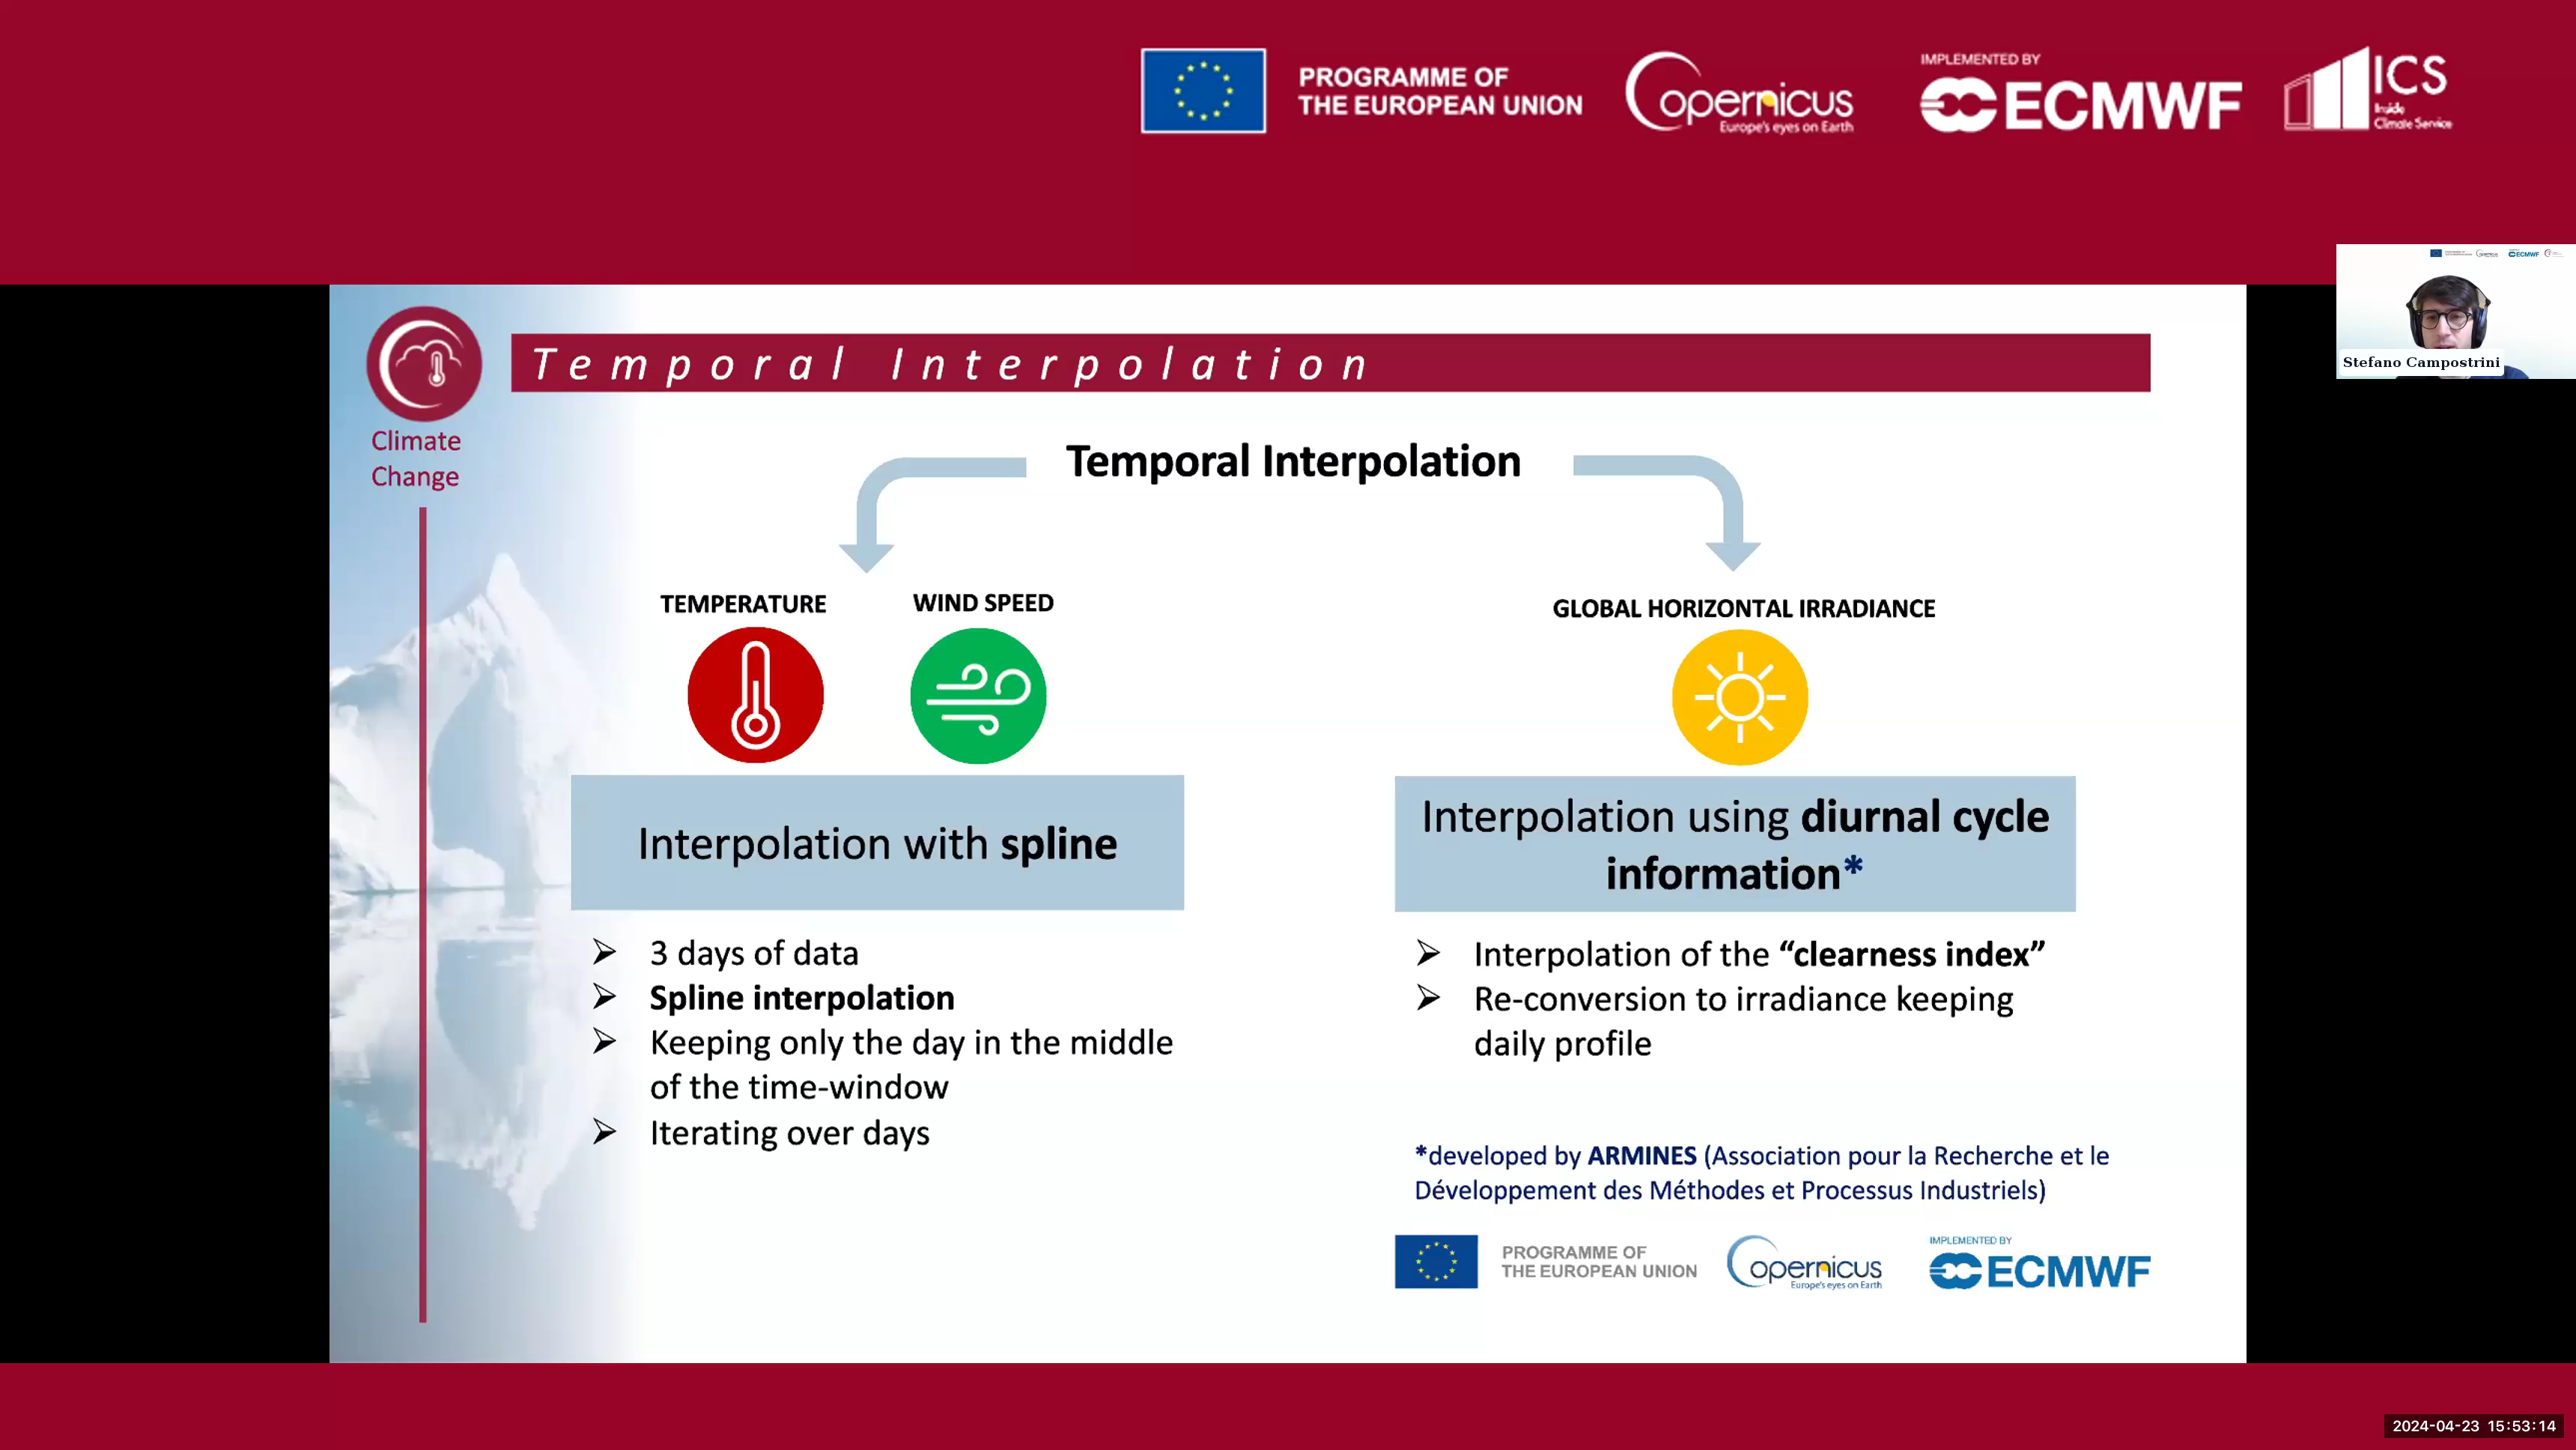 PROGRAMME OF
THE EUROPEAN UNION
opernicus
Europe's eyes on Earth
IMPLEMENTED BY
ECMWF
ICS
Inside
Climate Service
ECMWF
Stefano Campostrini
Temporal Interpolation
Climate
Change
Temporal Interpolation
TEMPERATURE
WIND SPEED
GLOBAL HORIZONTAL IRRADIANCE
Interpolation with spline
Interpolation using diurnal cycle
information*
➢ 3 days of data
➢ Spline interpolation
➢ Keeping only the day in the middle
of the time-window
➢ Iterating over days
➢ Interpolation of the “clearness index”
➢ Re-conversion to irradiance keeping
daily profile
*developed by ARMINES (Association pour la Recherche et le
Développement des Méthodes et Processus Industriels)
PROGRAMME OF
THE EUROPEAN UNION
opernicus
Europe's eyes on Earth
IMPLEMENTED BY
ECMWF
2024-04-23 15:53:14